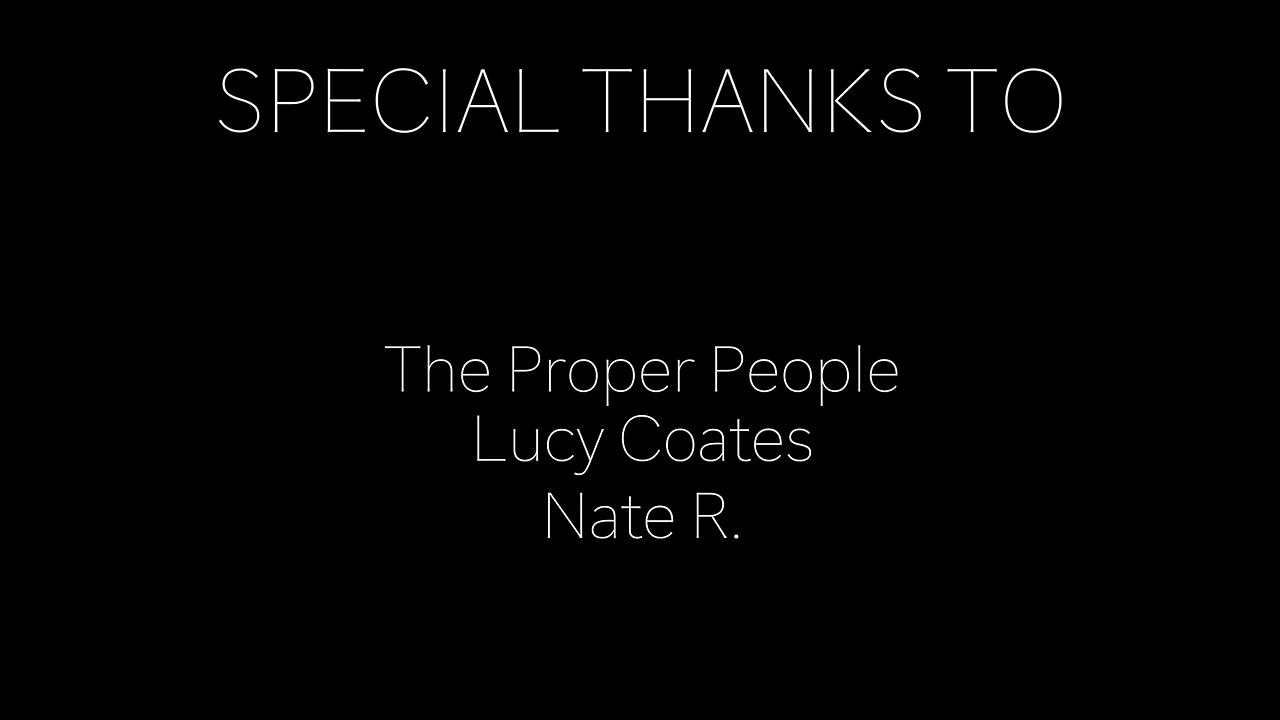 SPECIAL THANKS TO
The Proper People
Lucy Coates
Nate R.